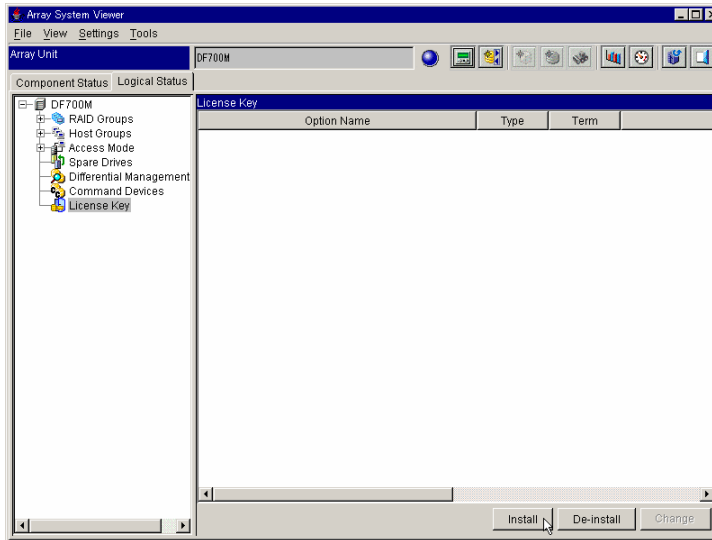 Array System Viewer
File View Settings Tools
Array Unit
DF700M
Component Status Logical Status
DF700M
RAID Groups
Host Groups
Access Mode
Spare Drives
Differential Management
Command Devices
License Key
License Key
Option Name Type Term
Install De-install Change